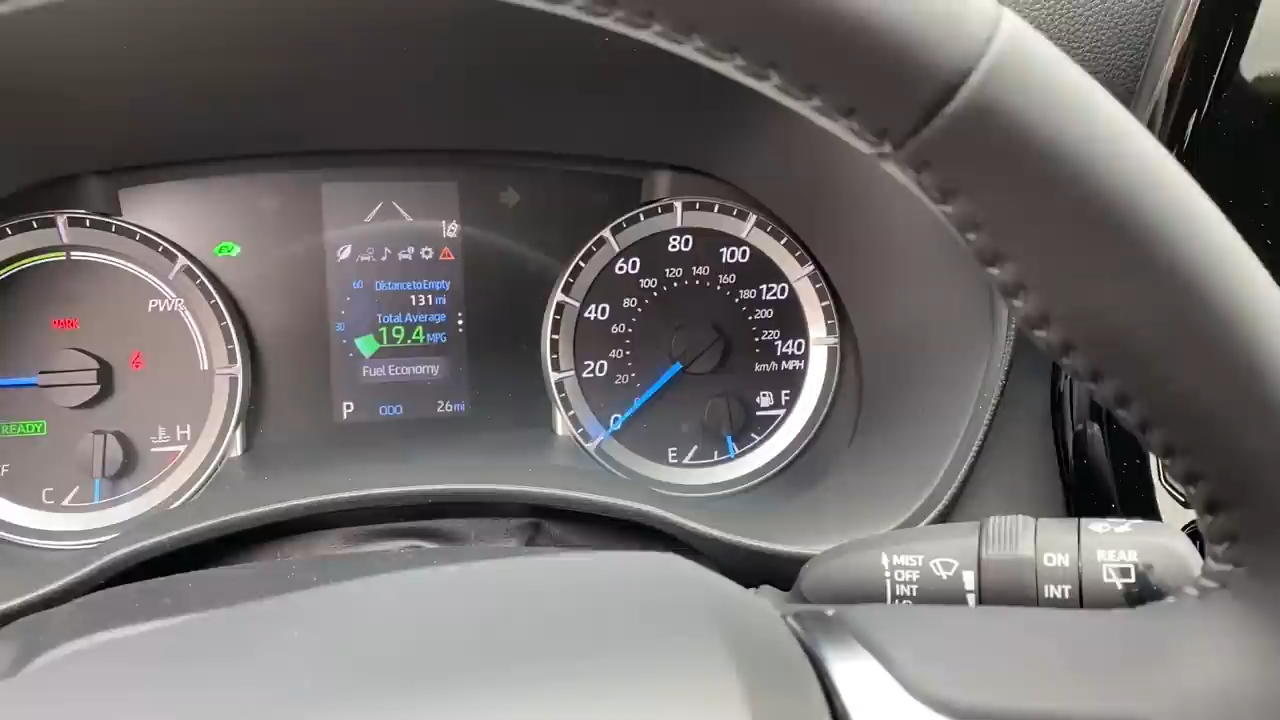 PWR
PARK
READY
H
C
EV
60
30
Distance to Empty
131 mi
Total Average
19.4 MPG
Fuel Economy
P ODO 26 mi
0
20
40
60
80
100
120
140
20
40
60
80
100
120
140
160
180
200
220
km/h MPH
E
F
MIST
OFF
INT
ON
INT
REAR